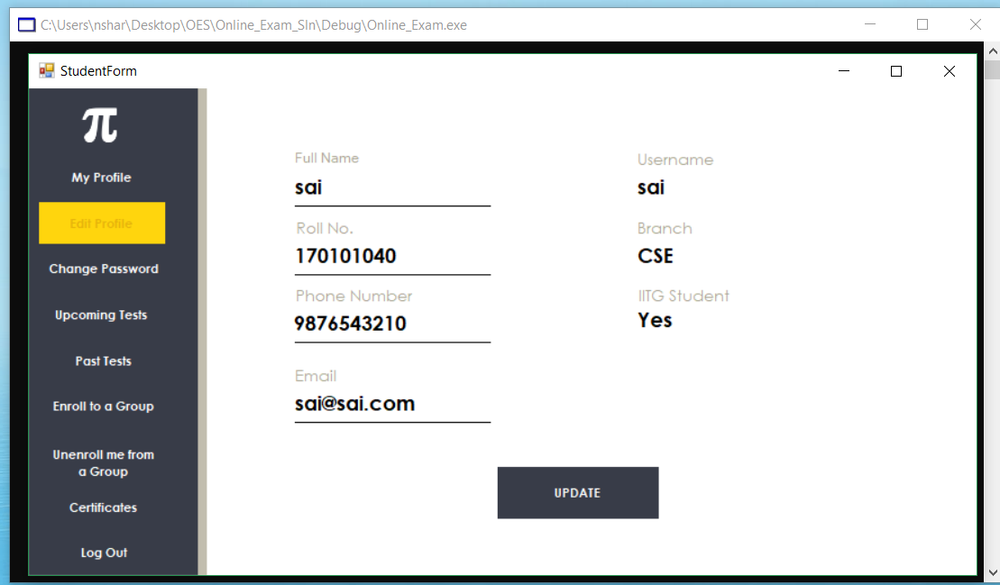 C:\Users\nshar\Desktop\OES\Online_Exam_Sln\Debug\Online_Exam.exe
StudentForm
π
My Profile
Edit Profile
Change Password
Upcoming Tests
Past Tests
Enroll to a Group
Unenroll me from
a Group
Certificates
Log Out
Full Name
sai
Roll No.
170101040
Phone Number
9876543210
Email
sai@sai.com
Username
sai
Branch
CSE
IITG Student
Yes
UPDATE